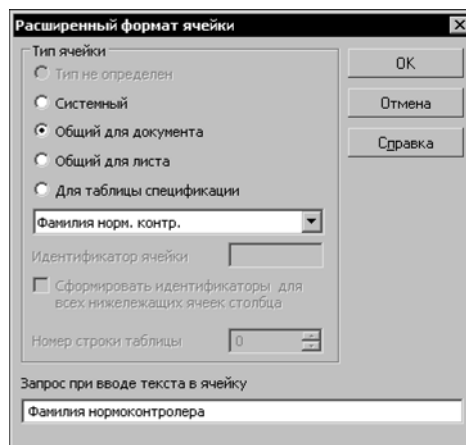 Расширенный формат ячейки
Тип ячейки
Тип не определен
Системный
Общий для документа
Общий для листа
Для таблицы спецификации
Фамилия норм. контр.
Идентификатор ячейки
Сформировать идентификаторы для
всех нижележащих ячеек столбца
Номер строки таблицы
0
OK
Отмена
Справка
Запрос при вводе текста в ячейку
Фамилия нормоконтролера